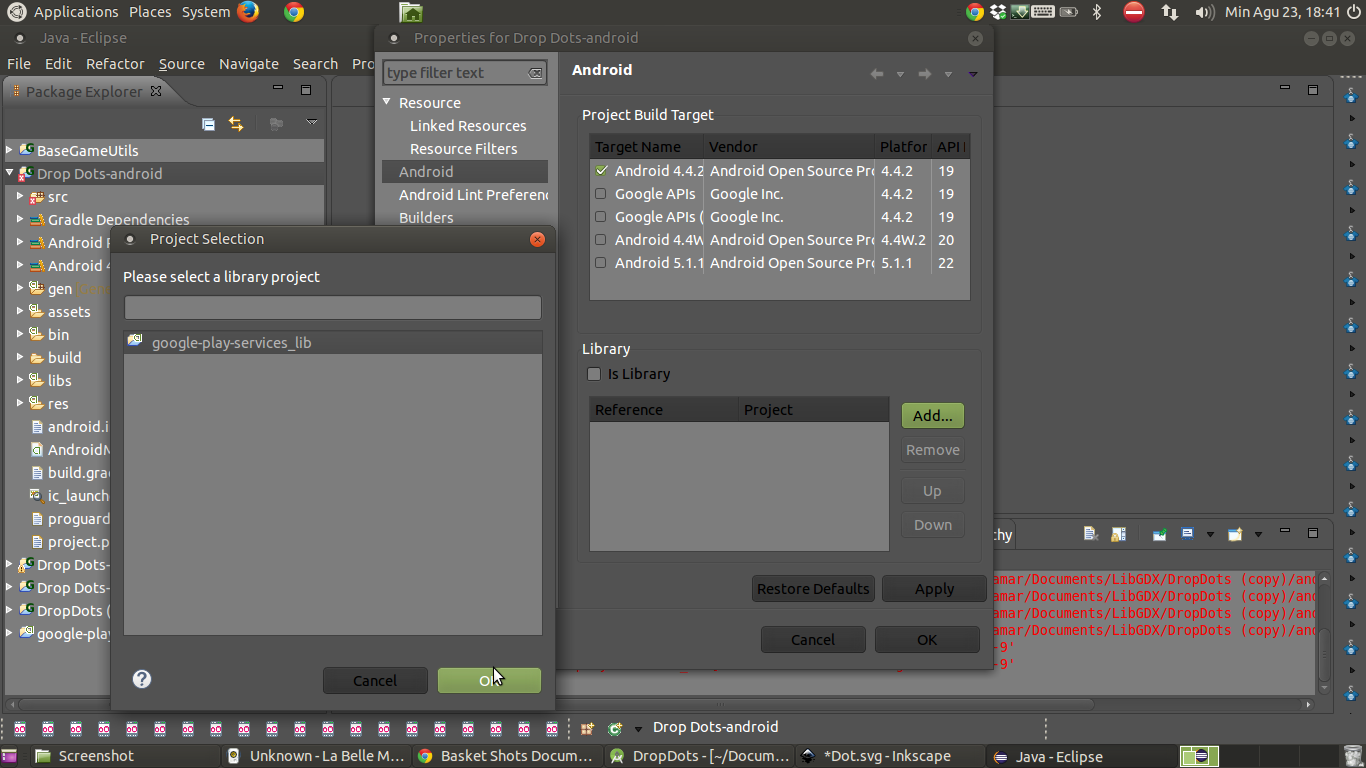 Applications Places System
Min Agu 23, 18:41
Java - Eclipse
Properties for Drop Dots-android
File Edit Refactor Source Navigate Search Pro
Package Explorer
BaseGameUtils
Drop Dots-android
src
Gradle Dependencies
Android
Android 4
gen
assets
bin
build
libs
res
android.i
AndroidM
build.gra
ic_launch
proguard
project.p
Drop Dots-
Drop Dots-
DropDots (
google-play
type filter text
Resource
Linked Resources
Resource Filters
Android
Android Lint Preferen
Builders
Android
Project Build Target
Target Name Vendor Platfor API
Android 4.4.2 Android Open Source Pro 4.4.2 19
Google APIs Google Inc. 4.4.2 19
Google APIs ( Google Inc. 4.4.2 19
Android 4.4W Android Open Source Pro 4.4W.2 20
Android 5.1.1 Android Open Source Pro 5.1.1 22
Library
Is Library
Reference Project
Add...
Remove
Up
Down
Restore Defaults Apply
Cancel OK
Project Selection
Please select a library project
google-play-services_lib
Cancel
hy
amar/Documents/LibGDX/DropDots (copy)/and
amar/Documents/LibGDX/DropDots (copy)/and
amar/Documents/LibGDX/DropDots (copy)/and
amar/Documents/LibGDX/DropDots (copy)/and
-9'
-9'
Drop Dots-android
Screenshot
Unknown - La Belle M...
Basket Shots Docum...
DropDots - [~/Docum...
*Dot.svg - Inkscape
Java - Eclipse